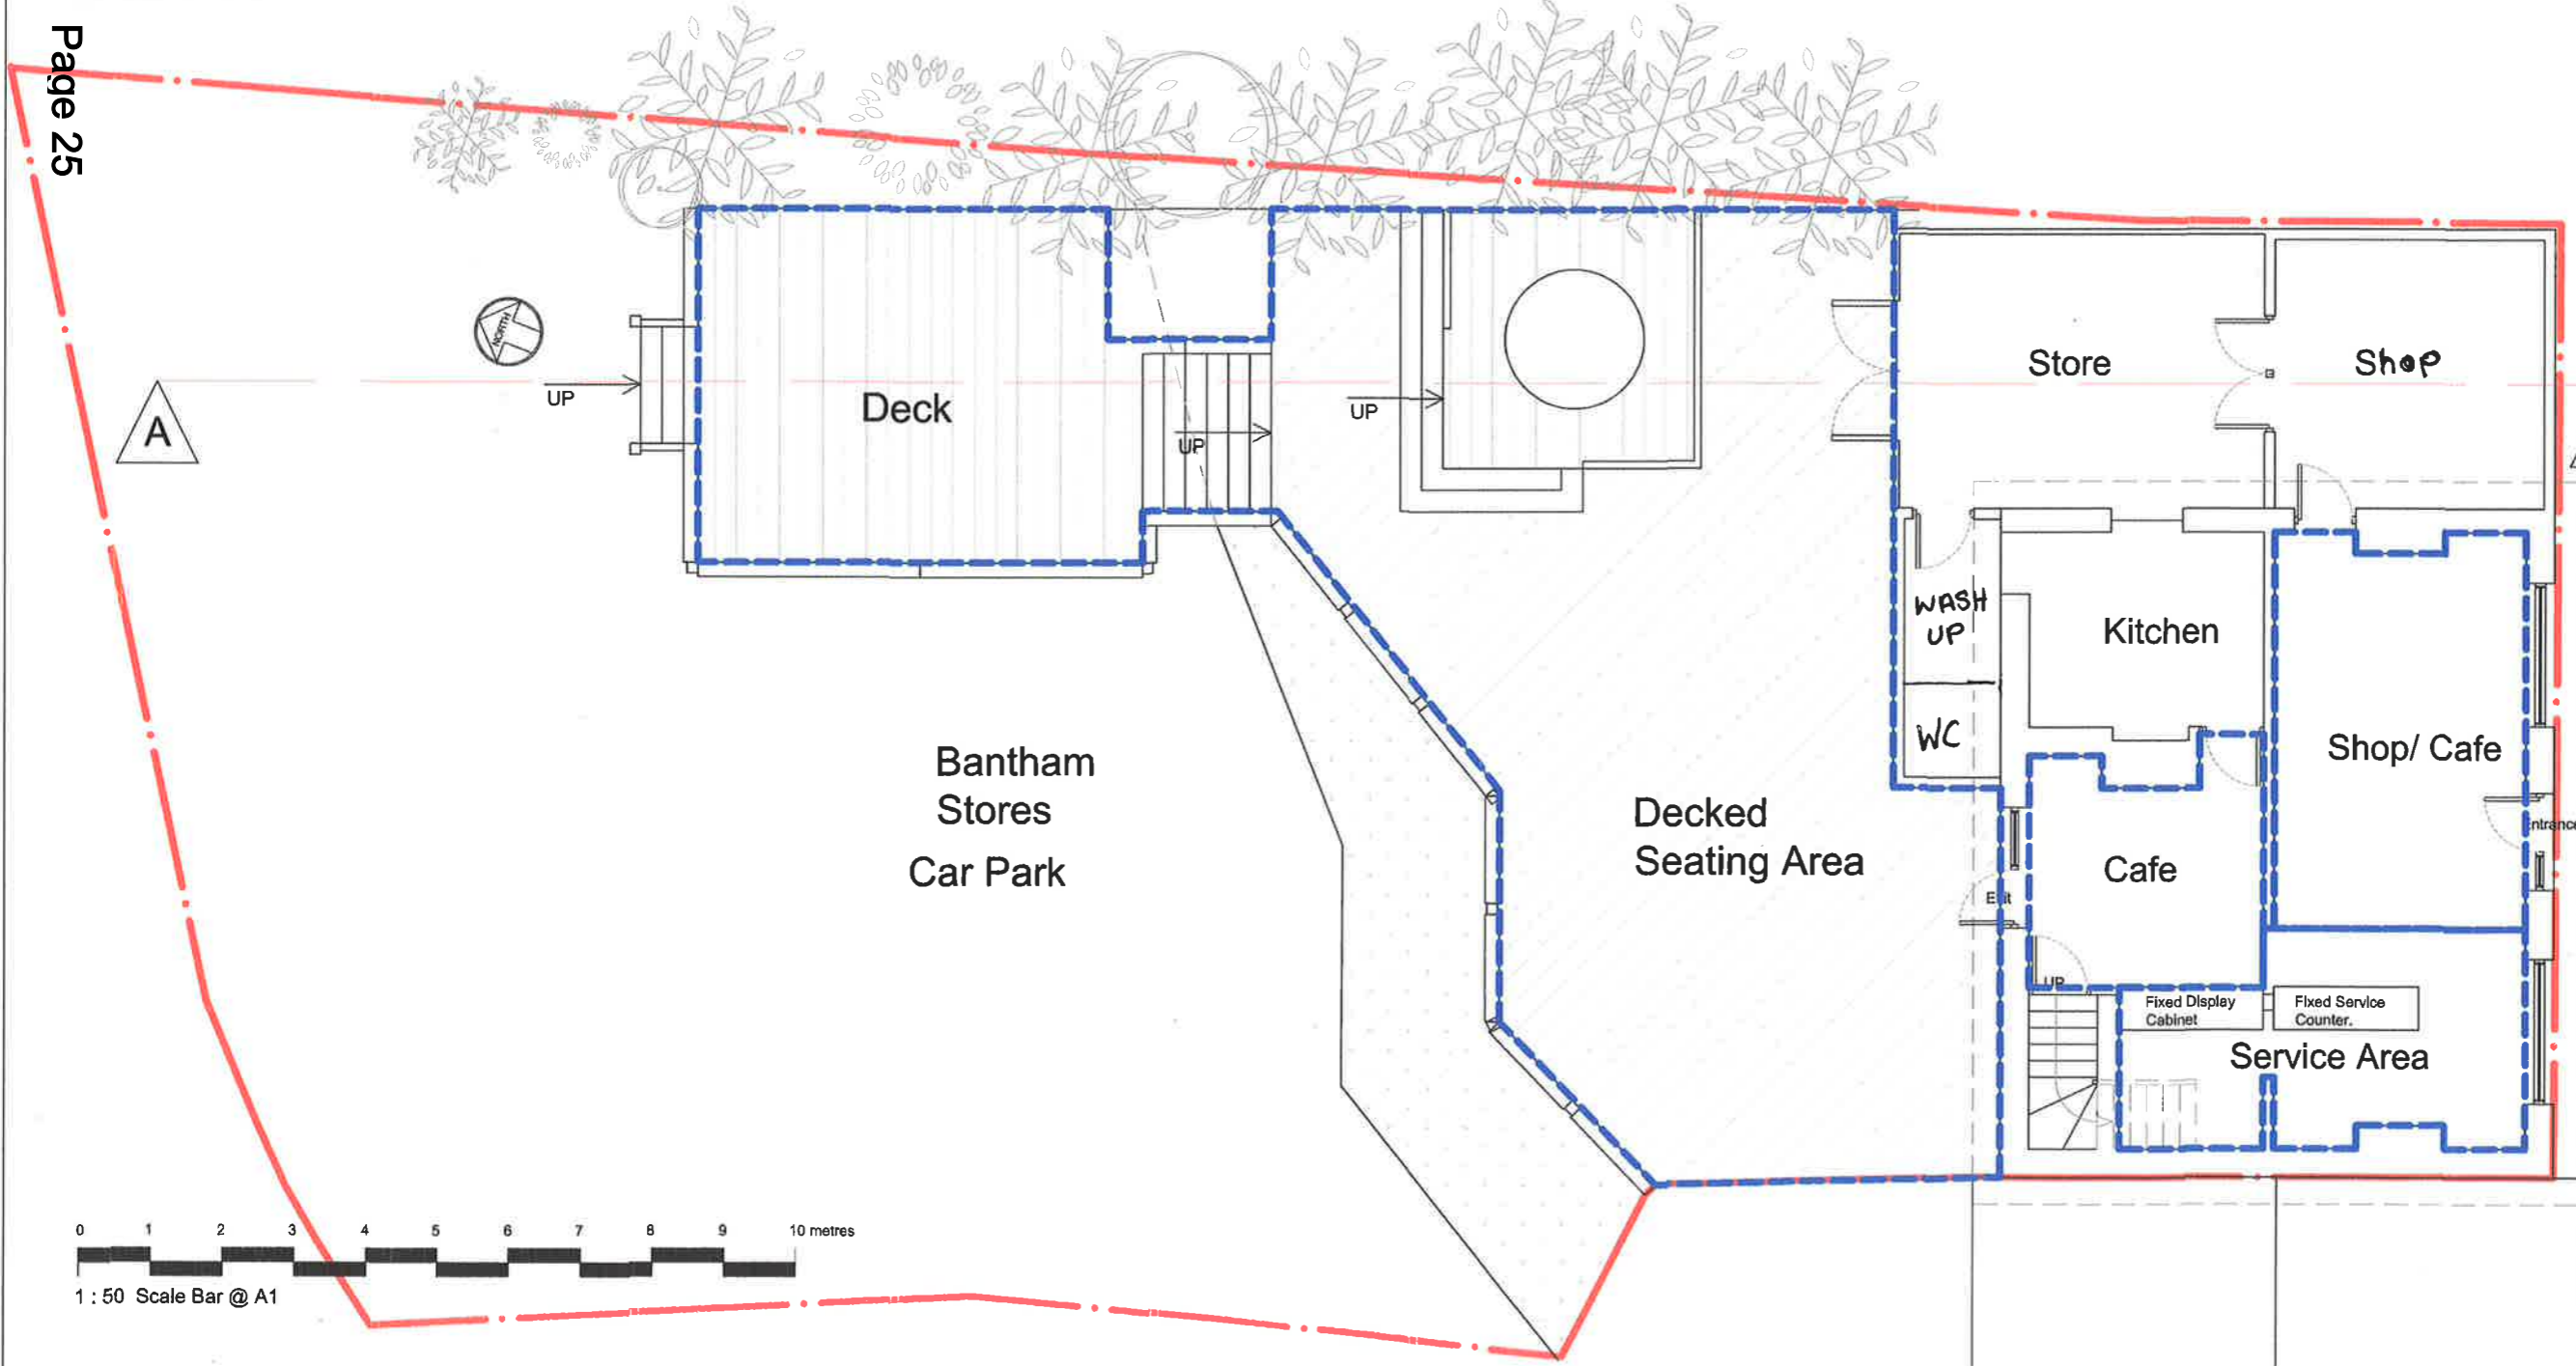 Page 25
NORTH
A
UP
Deck
UP
UP
Store
Shop
WASH
UP
Kitchen
WC
Shop/ Cafe
Bantham
Stores
Car Park
Decked
Seating Area
Cafe
Entrance
Exit
UP
Fixed Display
Cabinet
Fixed Service
Counter.
Service Area
0 1 2 3 4 5 6 7 8 9 10 metres
1 : 50 Scale Bar @ A1